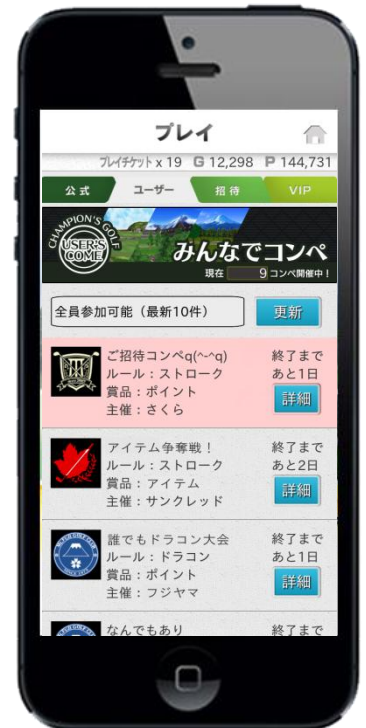 プレイ
プレイチケット x 19 G 12,298 P 144,731
公式 ユーザー 招待 VIP
CHAMPION'S GOLF
USER'S
COME
みんなでコンペ
現在 9 コンペ開催中！
全員参加可能（最新10件） 更新
ご招待コンペq(^-^q) 終了まで
ルール：ストローク あと1日
賞品：ポイント 詳細
主催：さくら
アイテム争奪戦！ 終了まで
ルール：ストローク あと2日
賞品：アイテム 詳細
主催：サンクレッド
誰でもドラコン大会 終了まで
ルール：ドラコン あと1日
賞品：ポイント 詳細
主催：フジヤマ
なんでもあり 終了まで